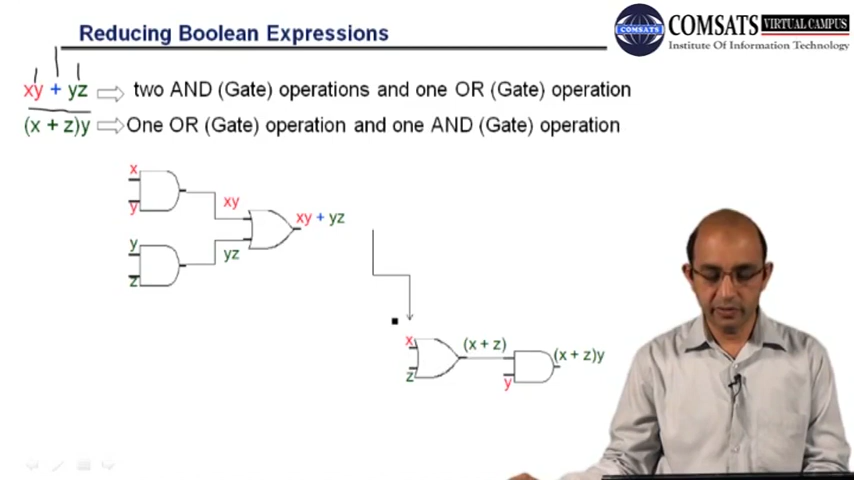 Reducing Boolean Expressions
COMSATS VIRTUAL CAMPUS
COMSATS
Institute Of Information Technology
xy + yz two AND (Gate) operations and one OR (Gate) operation
(x + z)y One OR (Gate) operation and one AND (Gate) operation
x
y
xy
xy + yz
y
z
yz
x
z
(x + z)
y
(x + z)y